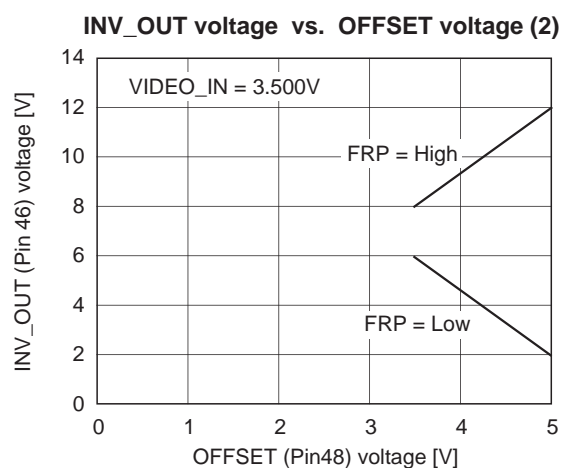 INV_OUT voltage vs. OFFSET voltage (2)
INV_OUT (Pin 46) voltage [V]
14
12
10
8
6
4
2
0
VIDEO_IN = 3.500V
FRP = High
FRP = Low
0 1 2 3 4 5
OFFSET (Pin48) voltage [V]